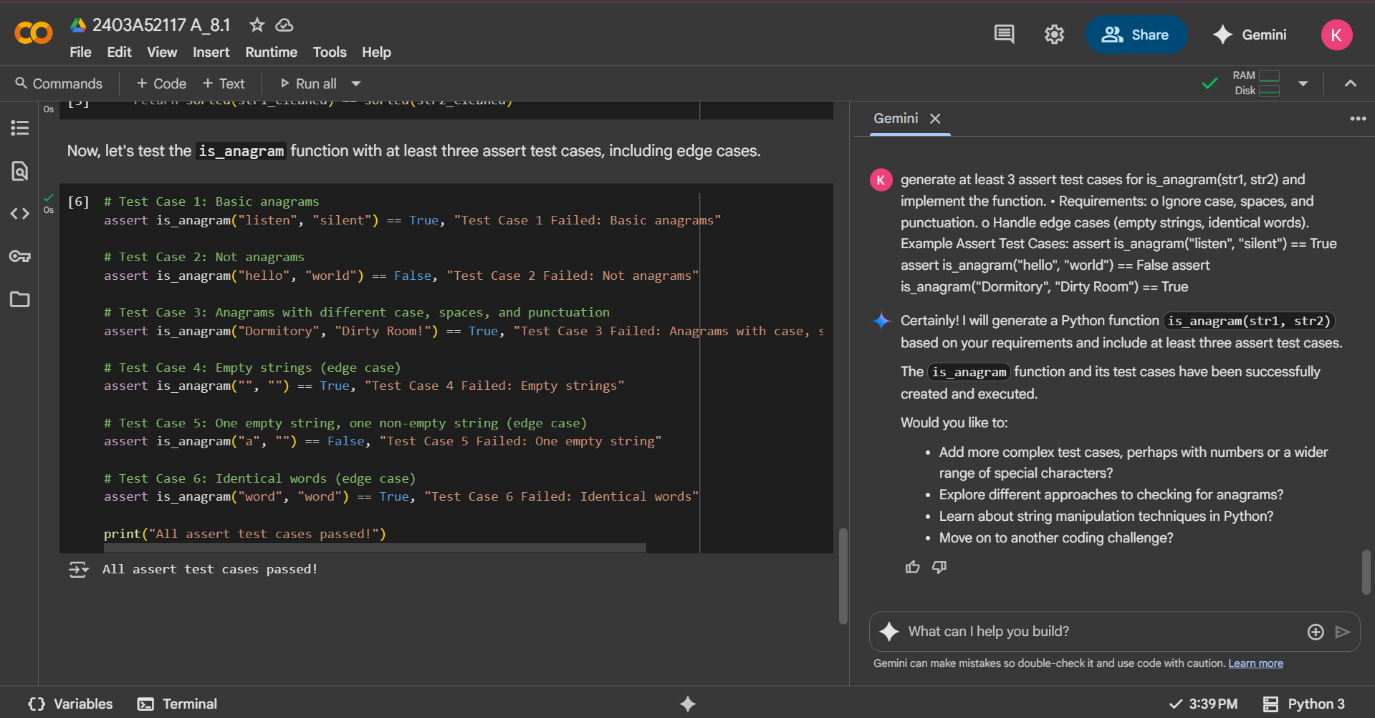 2403A52117 A_8.1
File Edit View Insert Runtime Tools Help
Share
Gemini
K
Commands + Code + Text Run all
RAM
Disk
0s
[5] return sorted(str1_cleaned) == sorted(str2_cleaned)
Now, let's test the is_anagram function with at least three assert test cases, including edge cases.
0s
[6] # Test Case 1: Basic anagrams
assert is_anagram("listen", "silent") == True, "Test Case 1 Failed: Basic anagrams"
# Test Case 2: Not anagrams
assert is_anagram("hello", "world") == False, "Test Case 2 Failed: Not anagrams"
# Test Case 3: Anagrams with different case, spaces, and punctuation
assert is_anagram("Dormitory", "Dirty Room!") == True, "Test Case 3 Failed: Anagrams with case, s
# Test Case 4: Empty strings (edge case)
assert is_anagram("", "") == True, "Test Case 4 Failed: Empty strings"
# Test Case 5: One empty string, one non-empty string (edge case)
assert is_anagram("a", "") == False, "Test Case 5 Failed: One empty string"
# Test Case 6: Identical words (edge case)
assert is_anagram("word", "word") == True, "Test Case 6 Failed: Identical words"
print("All assert test cases passed!")
All assert test cases passed!
Gemini
K
generate at least 3 assert test cases for is_anagram(str1, str2) and
implement the function. • Requirements: o Ignore case, spaces, and
punctuation. o Handle edge cases (empty strings, identical words).
Example Assert Test Cases: assert is_anagram("listen", "silent") == True
assert is_anagram("hello", "world") == False assert
is_anagram("Dormitory", "Dirty Room") == True
Certainly! I will generate a Python function is_anagram(str1, str2)
based on your requirements and include at least three assert test cases.
The is_anagram function and its test cases have been successfully
created and executed.
Would you like to:
• Add more complex test cases, perhaps with numbers or a wider
range of special characters?
• Explore different approaches to checking for anagrams?
• Learn about string manipulation techniques in Python?
• Move on to another coding challenge?
What can I help you build?
Gemini can make mistakes so double-check it and use code with caution. Learn more
Variables Terminal
3:39 PM Python 3